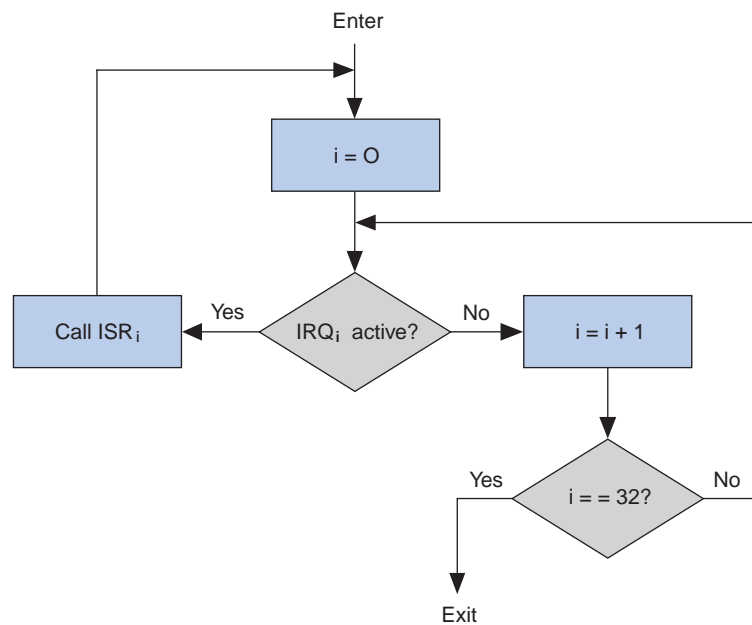 Enter
i = O
Call ISR i
Yes
IRQ i active?
No
i = i + 1
Yes
i = = 32?
No
Exit